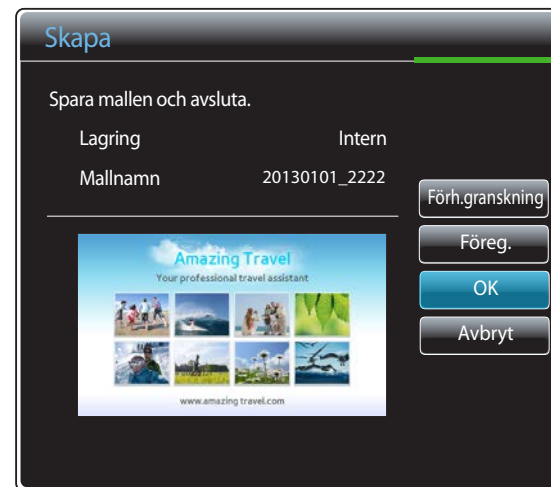 Skapa
Spara mallen och avsluta.
Lagring Intern
Mallnamn 20130101_2222
Amazing Travel
Your professional travel assistant
www.amazing travel.com
Förh.granskning
Föreg.
OK
Avbryt